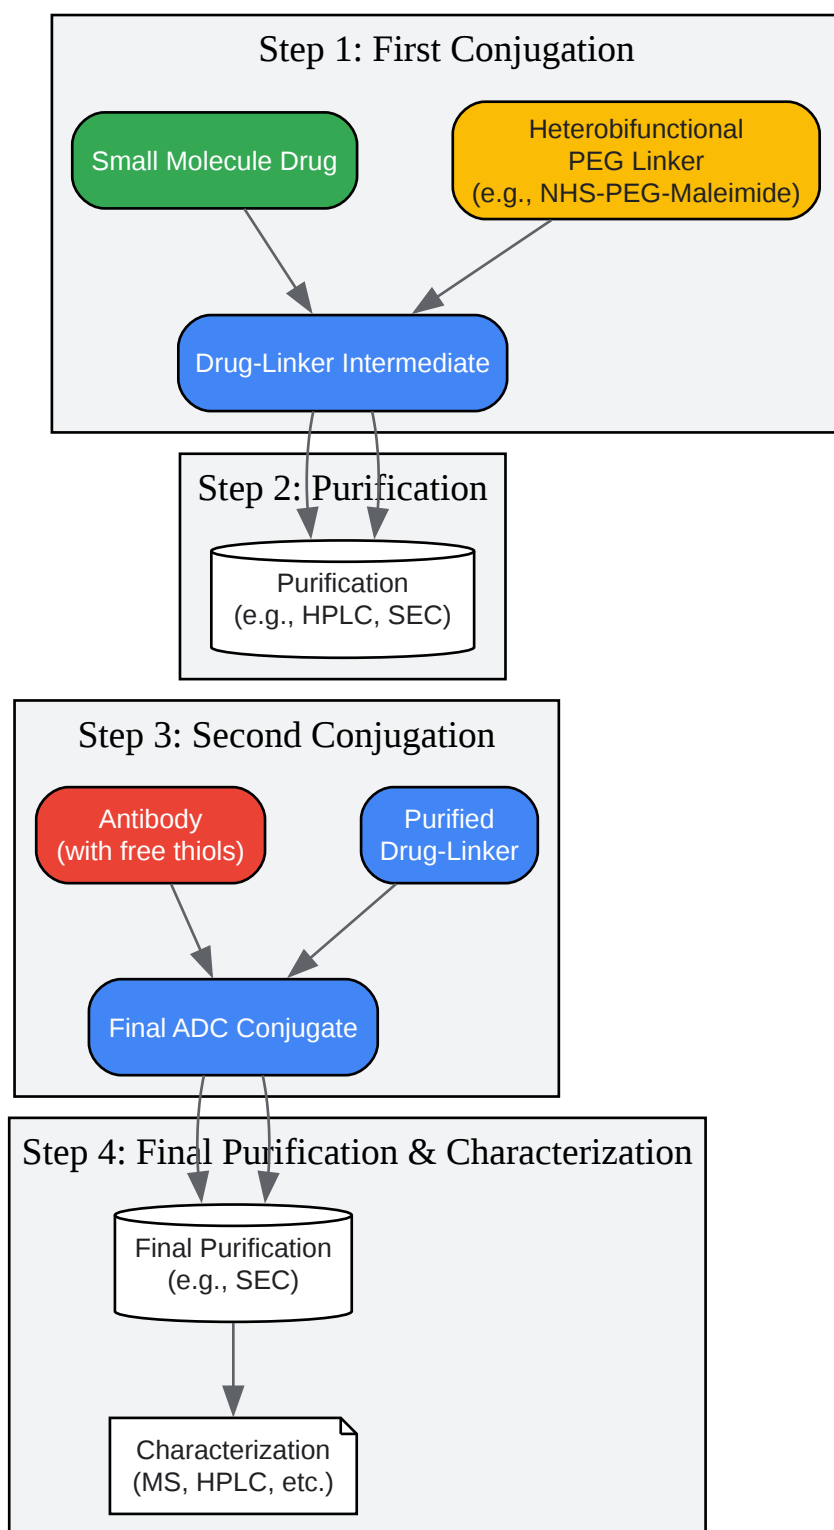 Step 1: First Conjugation
Small Molecule Drug
Heterobifunctional
PEG Linker
(e.g., NHS-PEG-Maleimide)
Drug-Linker Intermediate
Step 2: Purification
Purification
(e.g., HPLC, SEC)
Step 3: Second Conjugation
Antibody
(with free thiols)
Purified
Drug-Linker
Final ADC Conjugate
Step 4: Final Purification & Characterization
Final Purification
(e.g., SEC)
Characterization
(MS, HPLC, etc.)